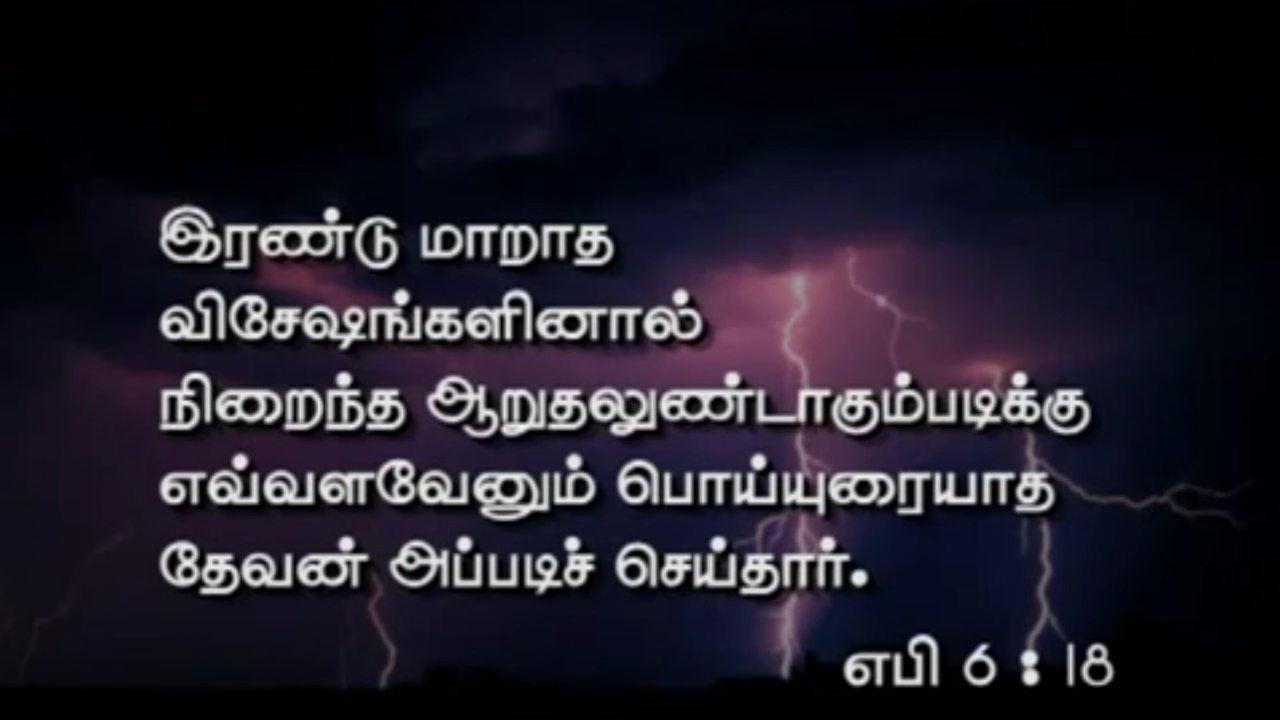 இரண்டு மாறாத
விசேஷங்களினால்
நிறைந்த ஆறுதலுண்டாகும்படிக்கு
எவ்வளவேனும் பொய்யுரையாத
தேவன் அப்படிச் செய்தார்.
எபி 6 : 18